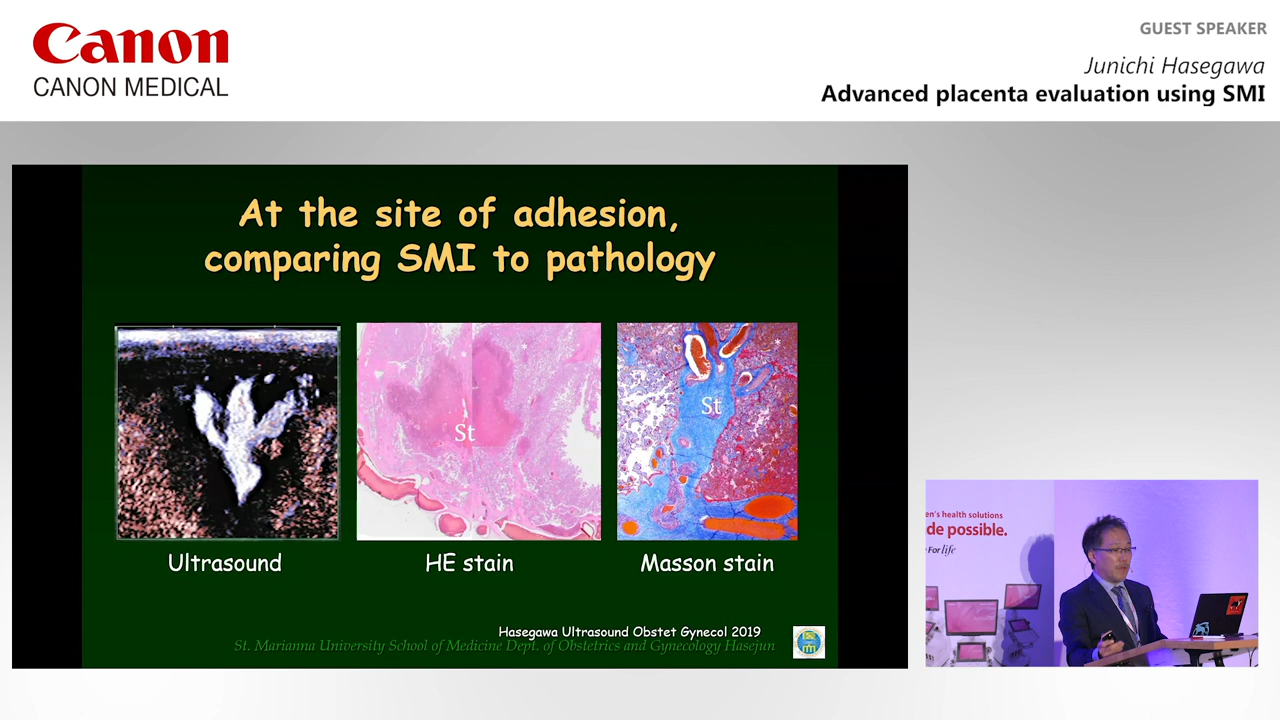 Canon
CANON MEDICAL
GUEST SPEAKER
Junichi Hasegawa
Advanced placenta evaluation using SMI
At the site of adhesion,
comparing SMI to pathology
St
St
Ultrasound
HE stain
Masson stain
Hasegawa Ultrasound Obstet Gynecol 2019
St. Marianna University School of Medicine Dept. of Obstetrics and Gynecology Hasejun
en's health solutions
de possible.
For life